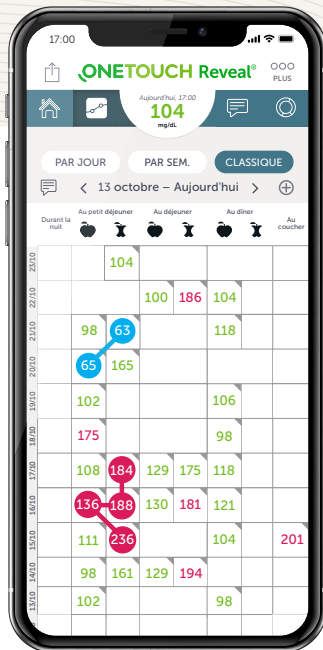 17:00
ONETOUCH Reveal®
PLUS
Aujourd'hui, 17:00
104
mg/dL
PAR JOUR PAR SEM. CLASSIQUE
13 octobre – Aujourd'hui
Durant la nuit Au petit déjeuner Au déjeuner Au dîner Au coucher
23/10 104
22/10 100 186 104
21/10 98 63 118
20/10 65 165
19/10 102 106
18/10 175 98
17/10 108 184 129 175 118
16/10 136 188 130 181 121
15/10 111 236 104 201
14/10 98 161 129 194
13/10 102 98